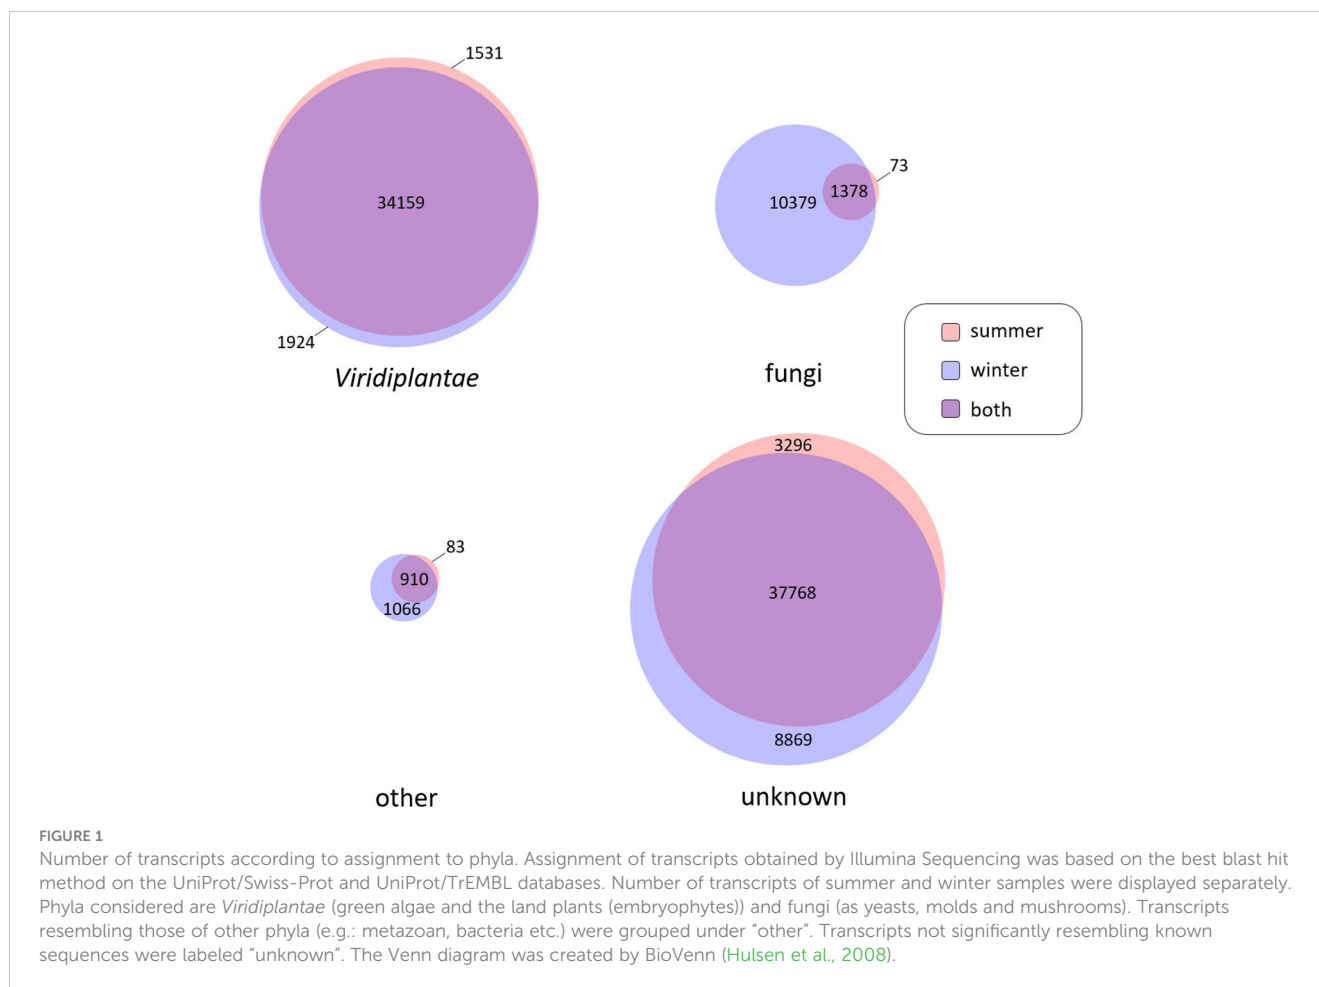 1531
34159
1924
Viridiplantae
73
1378
10379
fungi
summer
winter
both
83
910
1066
other
3296
37768
8869
unknown
FIGURE 1
Number of transcripts according to assignment to phyla. Assignment of transcripts obtained by Illumina Sequencing was based on the best blast hit
method on the UniProt/Swiss-Prot and UniProt/TrEMBL databases. Number of transcripts of summer and winter samples were displayed separately.
Phyla considered are Viridiplantae (green algae and the land plants (embryophytes)) and fungi (as yeasts, molds and mushrooms). Transcripts
resembling those of other phyla (e.g.: metazoan, bacteria etc.) were grouped under “other”. Transcripts not significantly resembling known
sequences were labeled “unknown”. The Venn diagram was created by BioVenn (Hulsen et al., 2008).